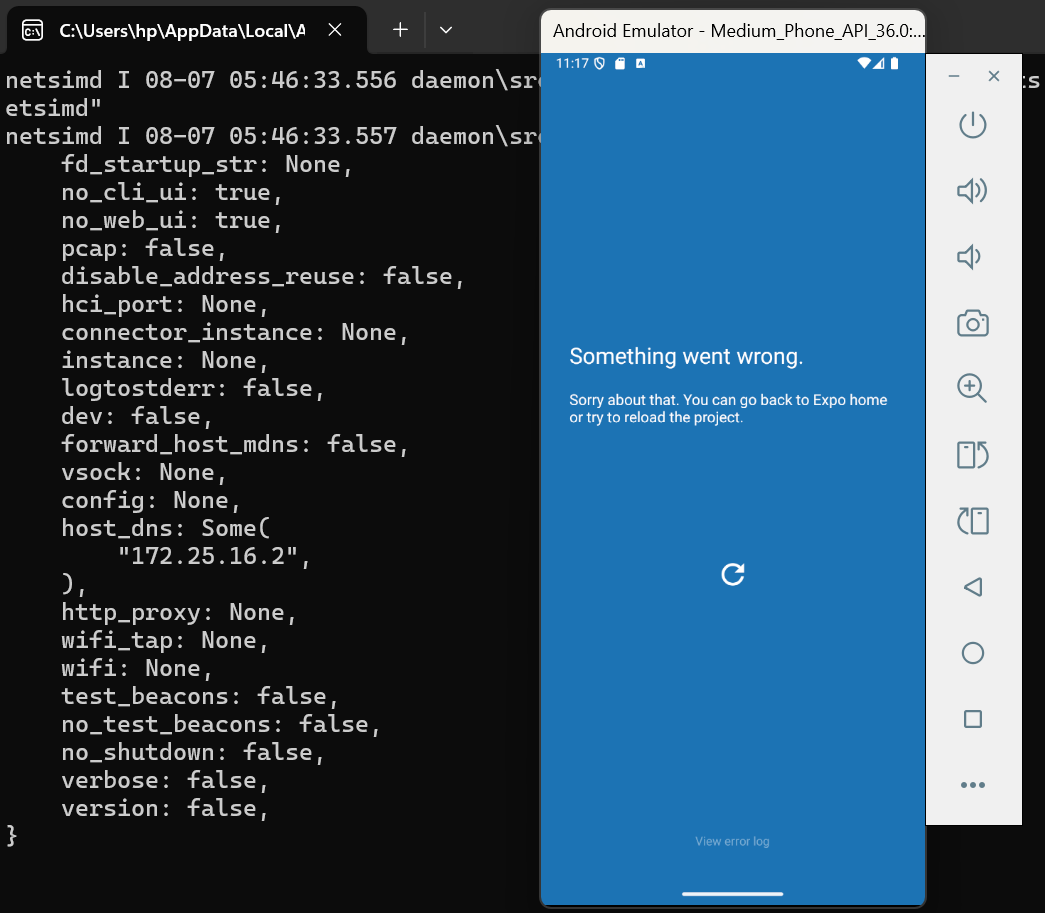 C:\Users\hp\AppData\Local\A
netsimd I 08-07 05:46:33.556 daemon\sr
etsimd"
netsimd I 08-07 05:46:33.557 daemon\sr
fd_startup_str: None,
no_cli_ui: true,
no_web_ui: true,
pcap: false,
disable_address_reuse: false,
hci_port: None,
connector_instance: None,
instance: None,
logtostderr: false,
dev: false,
forward_host_mdns: false,
vsock: None,
config: None,
host_dns: Some(
"172.25.16.2",
),
http_proxy: None,
wifi_tap: None,
wifi: None,
test_beacons: false,
no_test_beacons: false,
no_shutdown: false,
verbose: false,
version: false,
}
Android Emulator - Medium_Phone_API_36.0:...
11:17
Something went wrong.
Sorry about that. You can go back to Expo home
or try to reload the project.
View error log